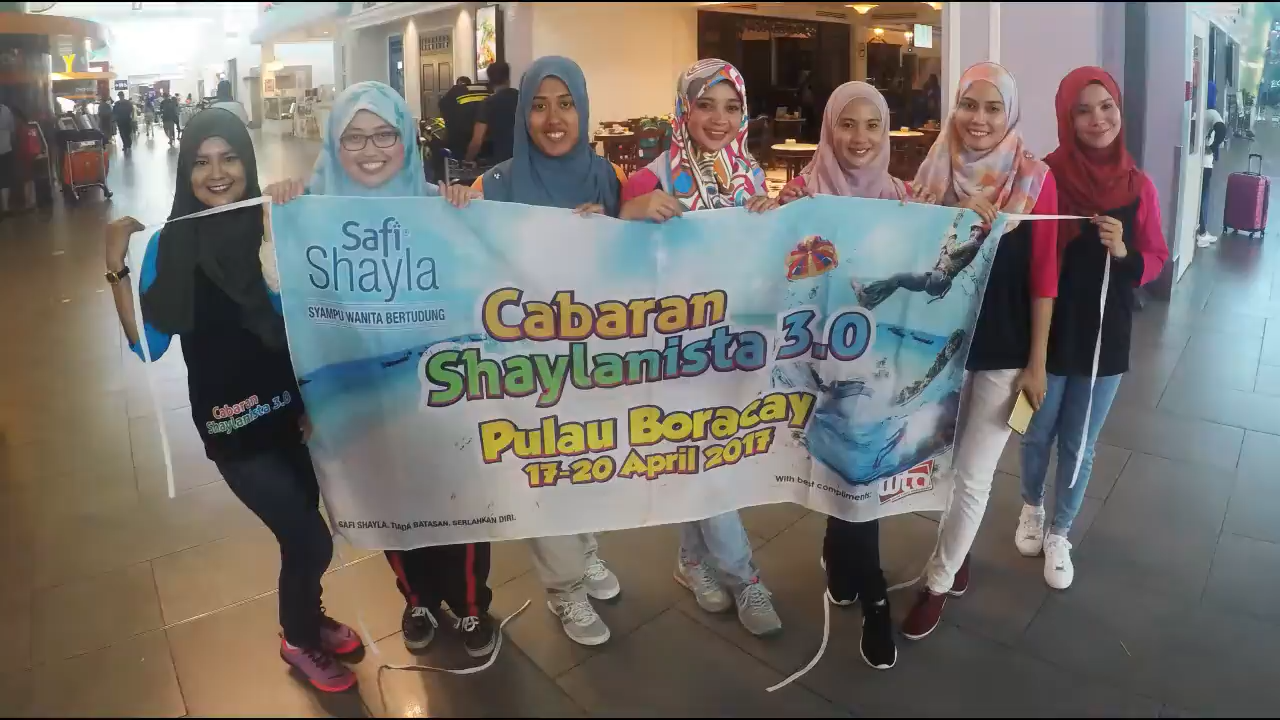 Safi
Shayla
SYAMPU WANITA BERTUDUNG
Cabaran
Shaylanista 3.0
Pulau Boracay
17-20 April 2017
With best compliments:
wta
SAFI SHAYLA. TIADA BATASAN. SERLAHKAN DIRI.
Cabaran
Shaylanista 3.0